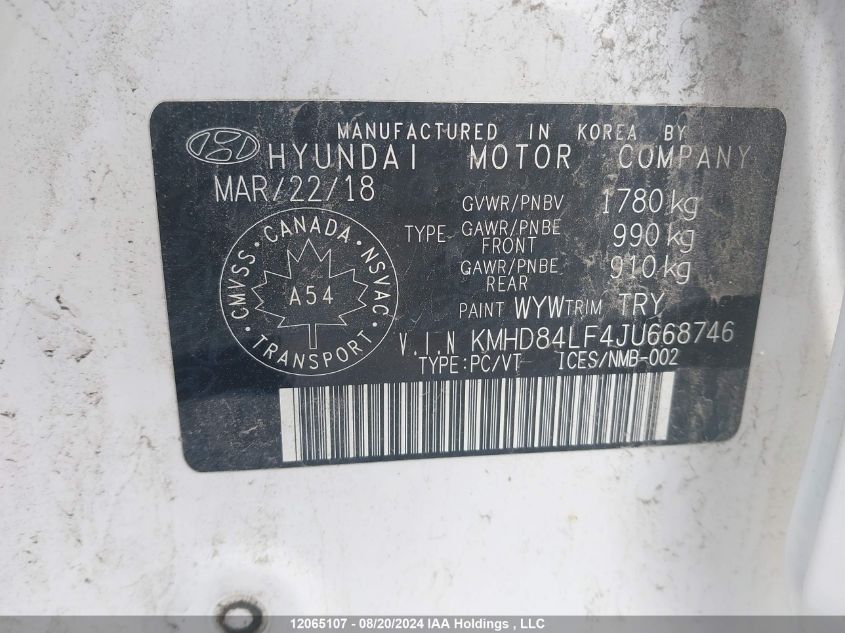 MANUFACTURED IN KOREA BY
HYUNDAI MOTOR COMPANY
MAR/22/18
GVWR/PNBV 1780 kg
TYPE- GAWR/PNBE FRONT 990 kg
GAWR/PNBE REAR 910 kg
PAINT WYW TRIM TRY
CMVSS · CANADA · NSVAC
A54
· TRANSPORT ·
V.I.N KMHD84LF4JU668746
TYPE:PC/VT ICES/NMB-002
12065107 - 08/20/2024 IAA Holdings , LLC